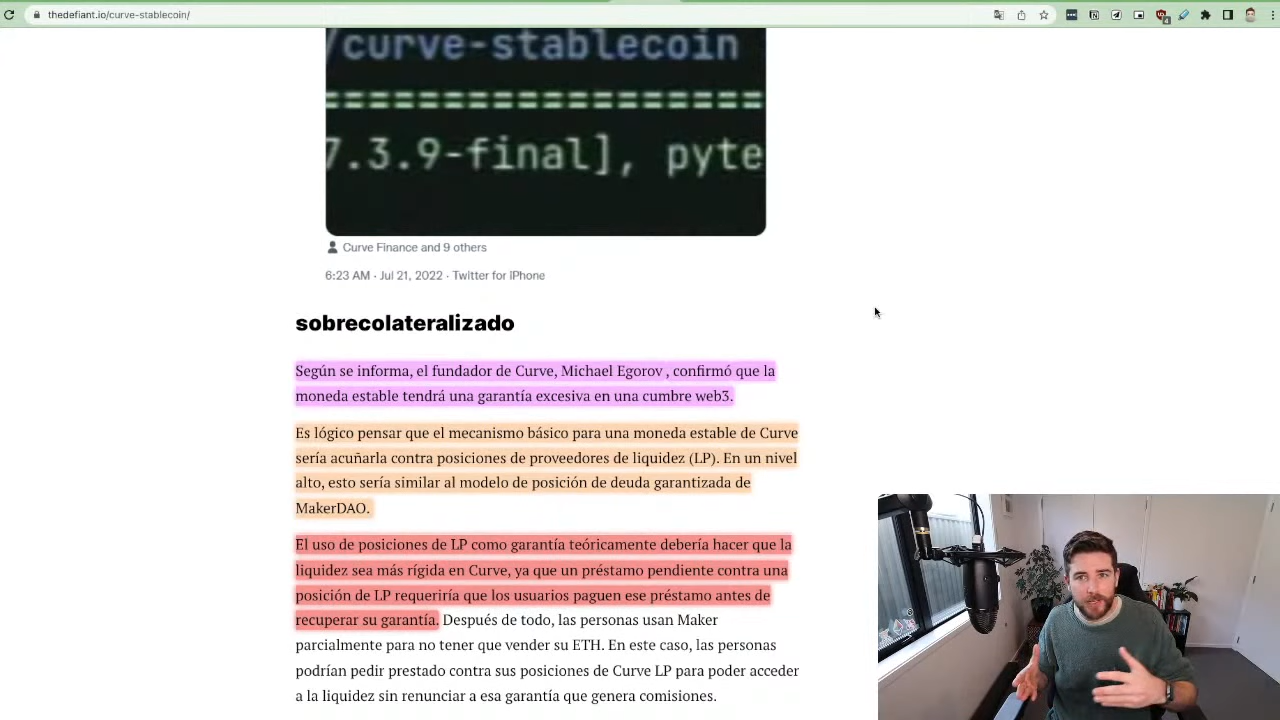 thedefiant.io/curve-stablecoin/
/curve-stablecoin
==================
7.3.9-final], pyte
Curve Finance and 9 others
6:23 AM · Jul 21, 2022 · Twitter for iPhone
sobrecolateralizado
Según se informa, el fundador de Curve, Michael Egorov , confirmó que la
moneda estable tendrá una garantía excesiva en una cumbre web3.
Es lógico pensar que el mecanismo básico para una moneda estable de Curve
sería acuñarla contra posiciones de proveedores de liquidez (LP). En un nivel
alto, esto sería similar al modelo de posición de deuda garantizada de
MakerDAO.
El uso de posiciones de LP como garantía teóricamente debería hacer que la
liquidez sea más rígida en Curve, ya que un préstamo pendiente contra una
posición de LP requeriría que los usuarios paguen ese préstamo antes de
recuperar su garantía. Después de todo, las personas usan Maker
parcialmente para no tener que vender su ETH. En este caso, las personas
podrían pedir prestado contra sus posiciones de Curve LP para poder acceder
a la liquidez sin renunciar a esa garantía que genera comisiones.